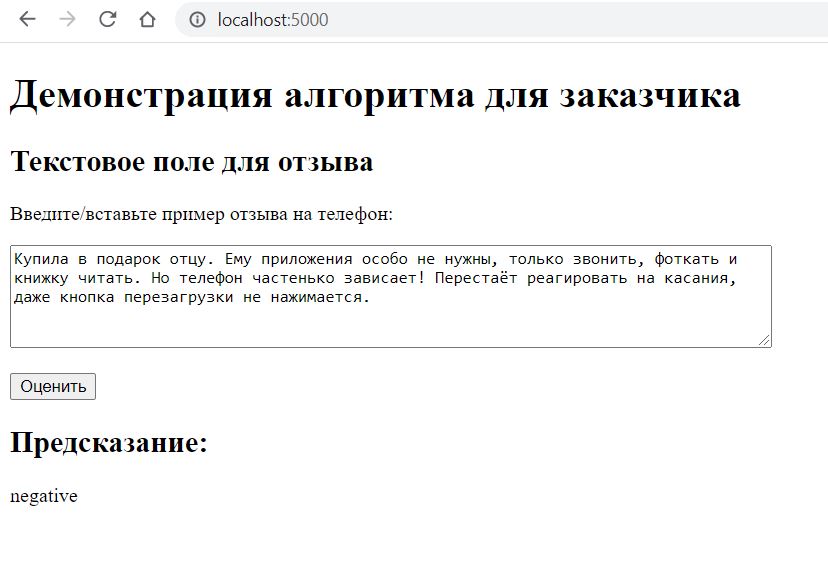 localhost:5000
Демонстрация алгоритма для заказчика
Текстовое поле для отзыва
Введите/вставьте пример отзыва на телефон:
Купила в подарок отцу. Ему приложения особо не нужны, только звонить, фоткать и
книжку читать. Но телефон частенько зависает! Перестаёт реагировать на касания,
даже кнопка перезагрузки не нажимается.
Оценить
Предсказание:
negative